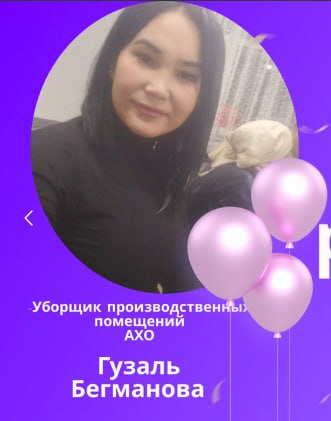 Уборщик производственных
помещений
АХО
Гузаль
Бегманова